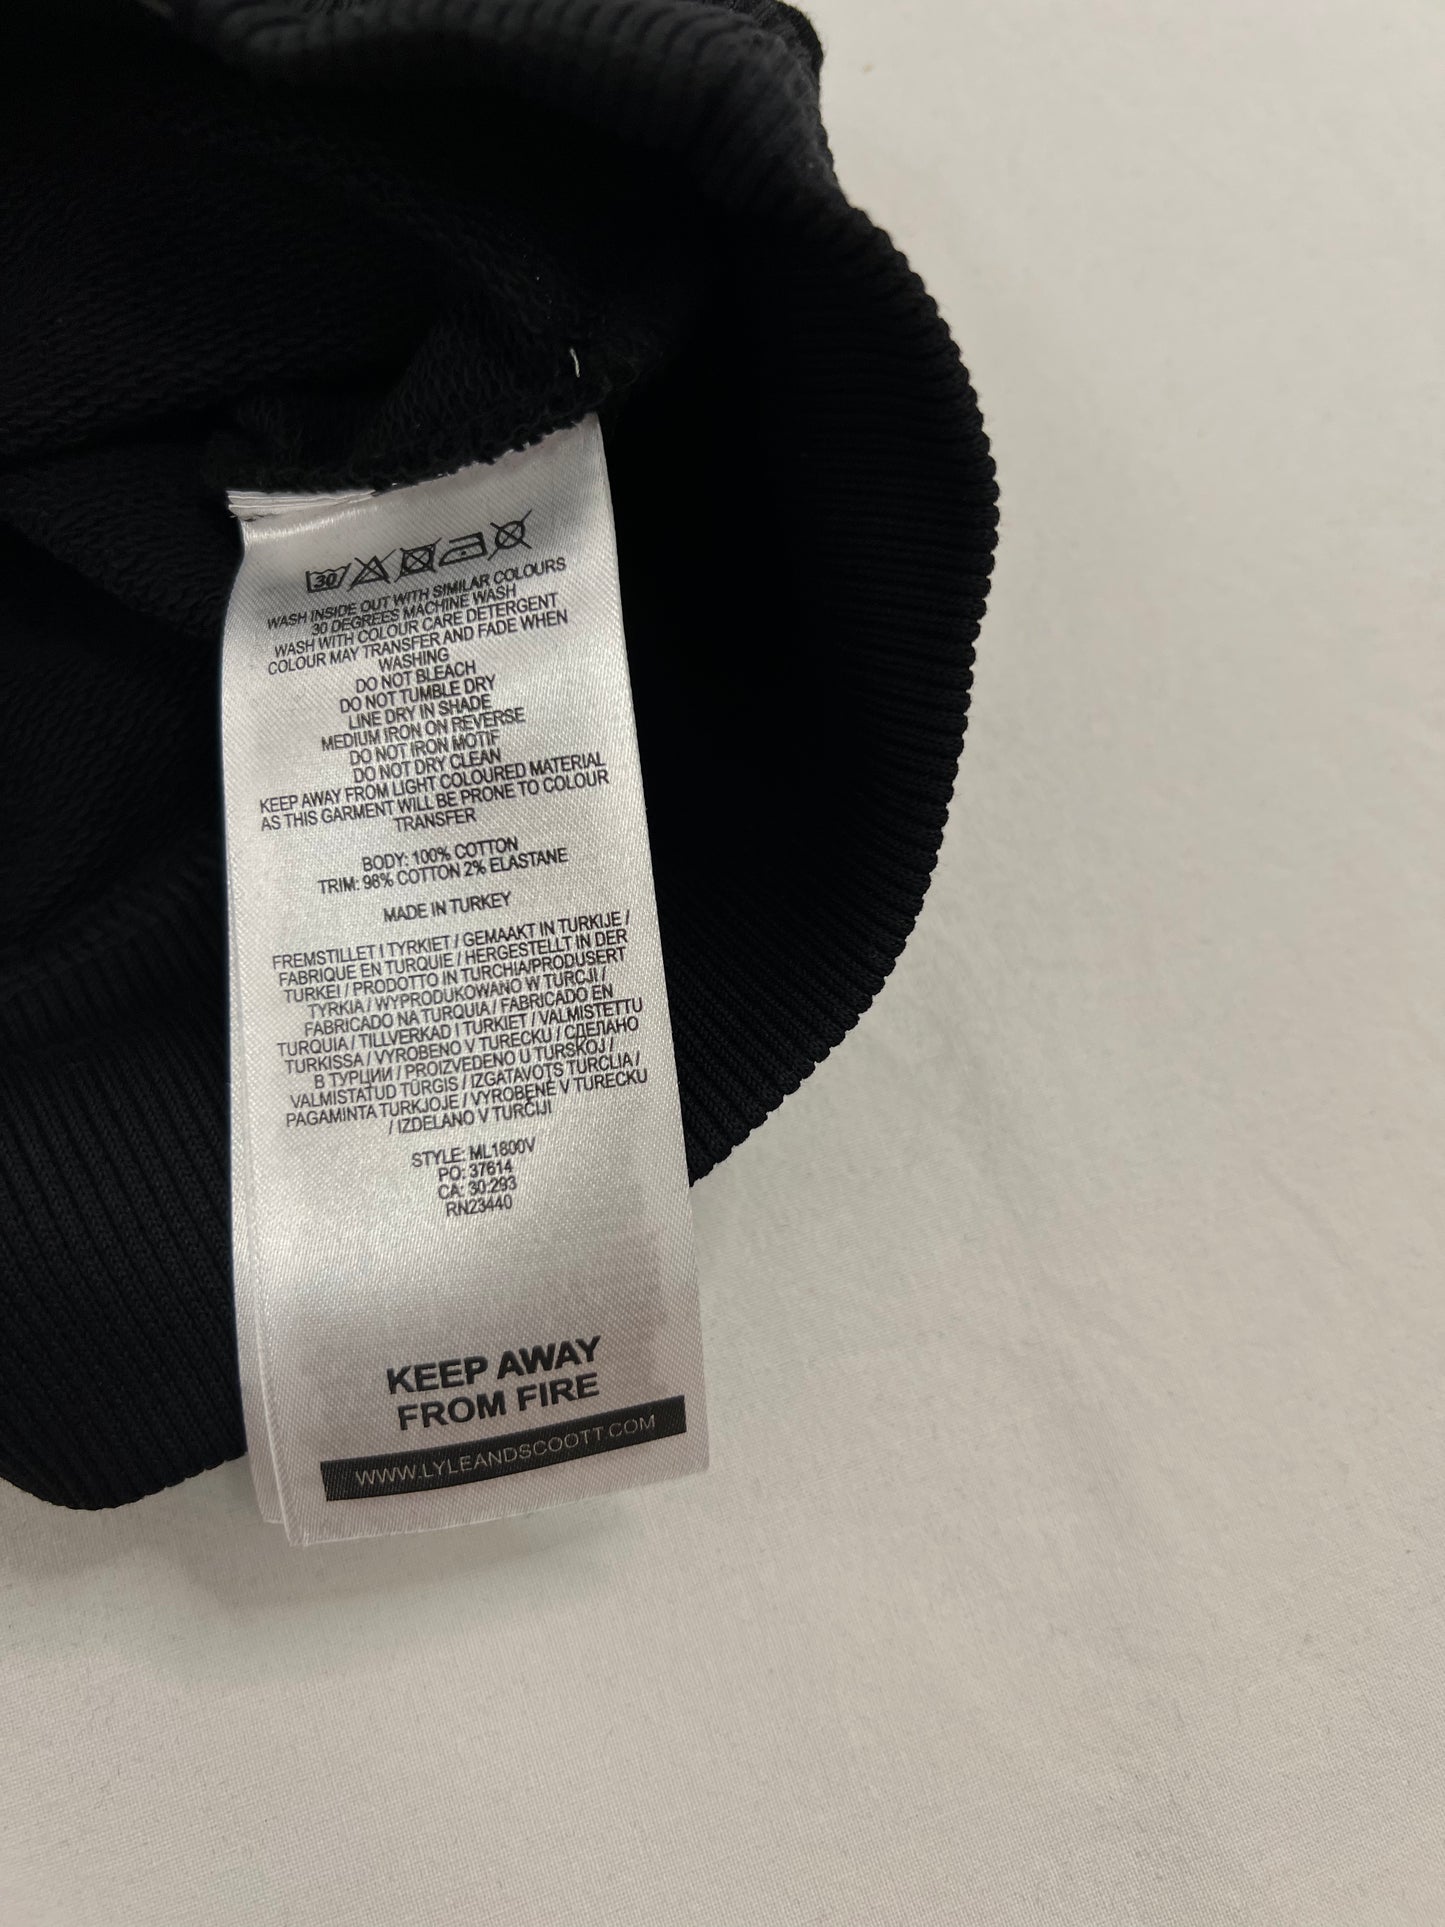 30
WASH INSIDE OUT WITH SIMILAR COLOURS
30 DEGREES MACHINE WASH
WASH WITH COLOUR CARE DETERGENT
COLOUR MAY TRANSFER AND FADE WHEN
WASHING
DO NOT BLEACH
DO NOT TUMBLE DRY
LINE DRY IN SHADE
MEDIUM IRON ON REVERSE
DO NOT IRON MOTIF
DO NOT DRY CLEAN
KEEP AWAY FROM LIGHT COLOURED MATERIAL
AS THIS GARMENT WILL BE PRONE TO COLOUR
TRANSFER
BODY: 100% COTTON
TRIM: 98% COTTON 2% ELASTANE
MADE IN TURKEY
FREMSTILLET I TYRKIET / GEMAAKT IN TURKIJE /
FABRIQUE EN TURQUIE / HERGESTELLT IN DER
TURKEI / PRODOTTO IN TURCHIA/PRODUSERT
TYRKIA / WYPRODUKOWANO W TURCJI /
FABRICADO NA TURQUIA / FABRICADO EN
TURQUIA / TILLVERKAD I TURKIET / VALMISTETTU
TURKISSA / VYROBENO V TURECKU / СДЕЛАНО
В ТУРЦИИ / PROIZVEDENO U TURSKOJ /
VALMISTATUD TÜRGIS / IZGATAVOTS TURCIJA /
PAGAMINTA TURKIJOJE / VYROBENÉ V TURECKU
/ IZDELANO V TURČIJI
STYLE: ML1800V
PO: 37614
CA: 30:293
RN23440
KEEP AWAY
FROM FIRE
WWW.LYLEANDSCOOTT.COM